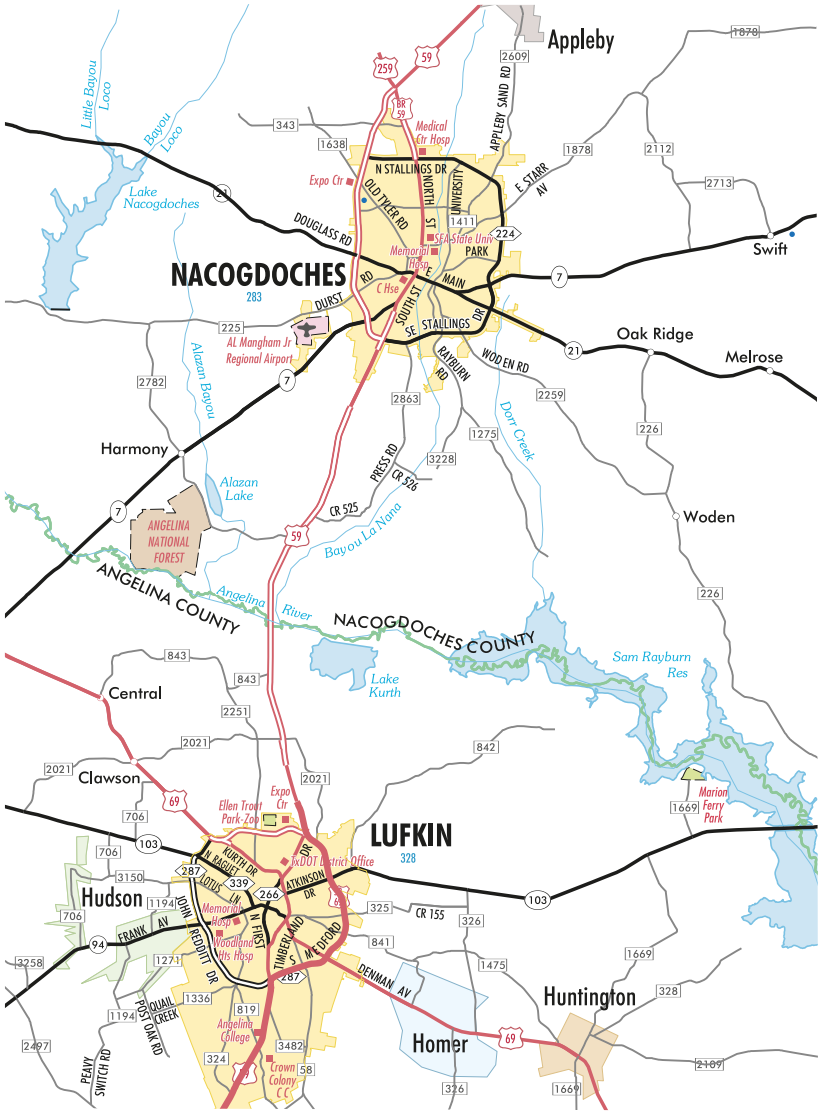 Appleby
1878
59
259
2609
Little Bayou
Loco
Bayou
Loco
BR
59
APPLEBY SAND RD
343
1638
Medical
Ctr Hosp
1878
2112
N STALLINGS DR
E STARR
AV
2713
Expo Ctr
OLD TYLER RD
NORTH ST
UNIVERSITY
Lake
Nacogdoches
21
1411
DOUGLASS RD
224
SFA State Univ
Swift
Memorial
Hosp
PARK
NACOGDOCHES
283
C Hse
E MAIN
7
DURST RD
SOUTH ST
SE STALLINGS DR
225
AL Mangham Jr
Regional Airport
Oak Ridge
21
Melrose
RAYBURN
RD
WODEN RD
Alazan Bayou
7
2782
2863
2259
Dorr Creek
226
1275
Harmony
PRESS RD
3228
CR 526
Alazan
Lake
CR 525
7
Woden
ANGELINA
NATIONAL
FOREST
59
Bayou La Nana
ANGELINA COUNTY
Angelina River
226
NACOGDOCHES COUNTY
843
Sam Rayburn
Res
843
Lake
Kurth
Central
2251
2021
842
2021
Clawson
2021
69
Expo
Ctr
Marion
Ferry
Park
1669
706
Ellen Trout
Park-Zoo
LUFKIN
328
103
706
KURTH DR
N RAGUET
DR
TxDOT District Office
287
3150
LOTUS LN
339
266
ATKINSON
DR
103
Hudson
1194
706
JOHN REDDITT DR
Memorial
Hosp
N FIRST
TIMBERLAND
S MEDFORD
325
CR 155
326
FRANK AV
94
Woodland
Hts Hosp
841
3258
1271
287
DENMAN AV
1475
1669
328
1336
QUAIL
CREEK
Huntington
1194
POST OAK RD
819
Angelina
College
2497
324
3482
Homer
69
2109
PEAVY
SWITCH RD
Crown
Colony
C C
59
58
326
1669